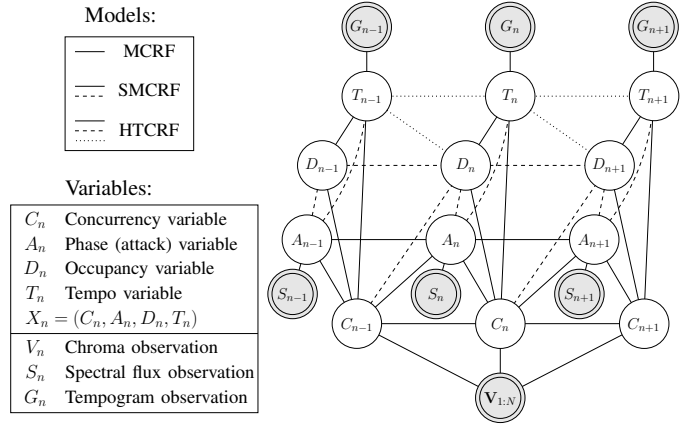 Models:
MCRF
SMCRF
HTCRF
Variables:
C_n Concurrency variable
A_n Phase (attack) variable
D_n Occupancy variable
T_n Tempo variable
X_n = (C_n, A_n, D_n, T_n)
V_n Chroma observation
S_n Spectral flux observation
G_n Tempogram observation
G_{n-1} G_n G_{n+1}
T_{n-1} T_n T_{n+1}
D_{n-1} D_n D_{n+1}
A_{n-1} A_n A_{n+1}
S_{n-1} S_n S_{n+1}
C_{n-1} C_n C_{n+1}
V_{1:N}